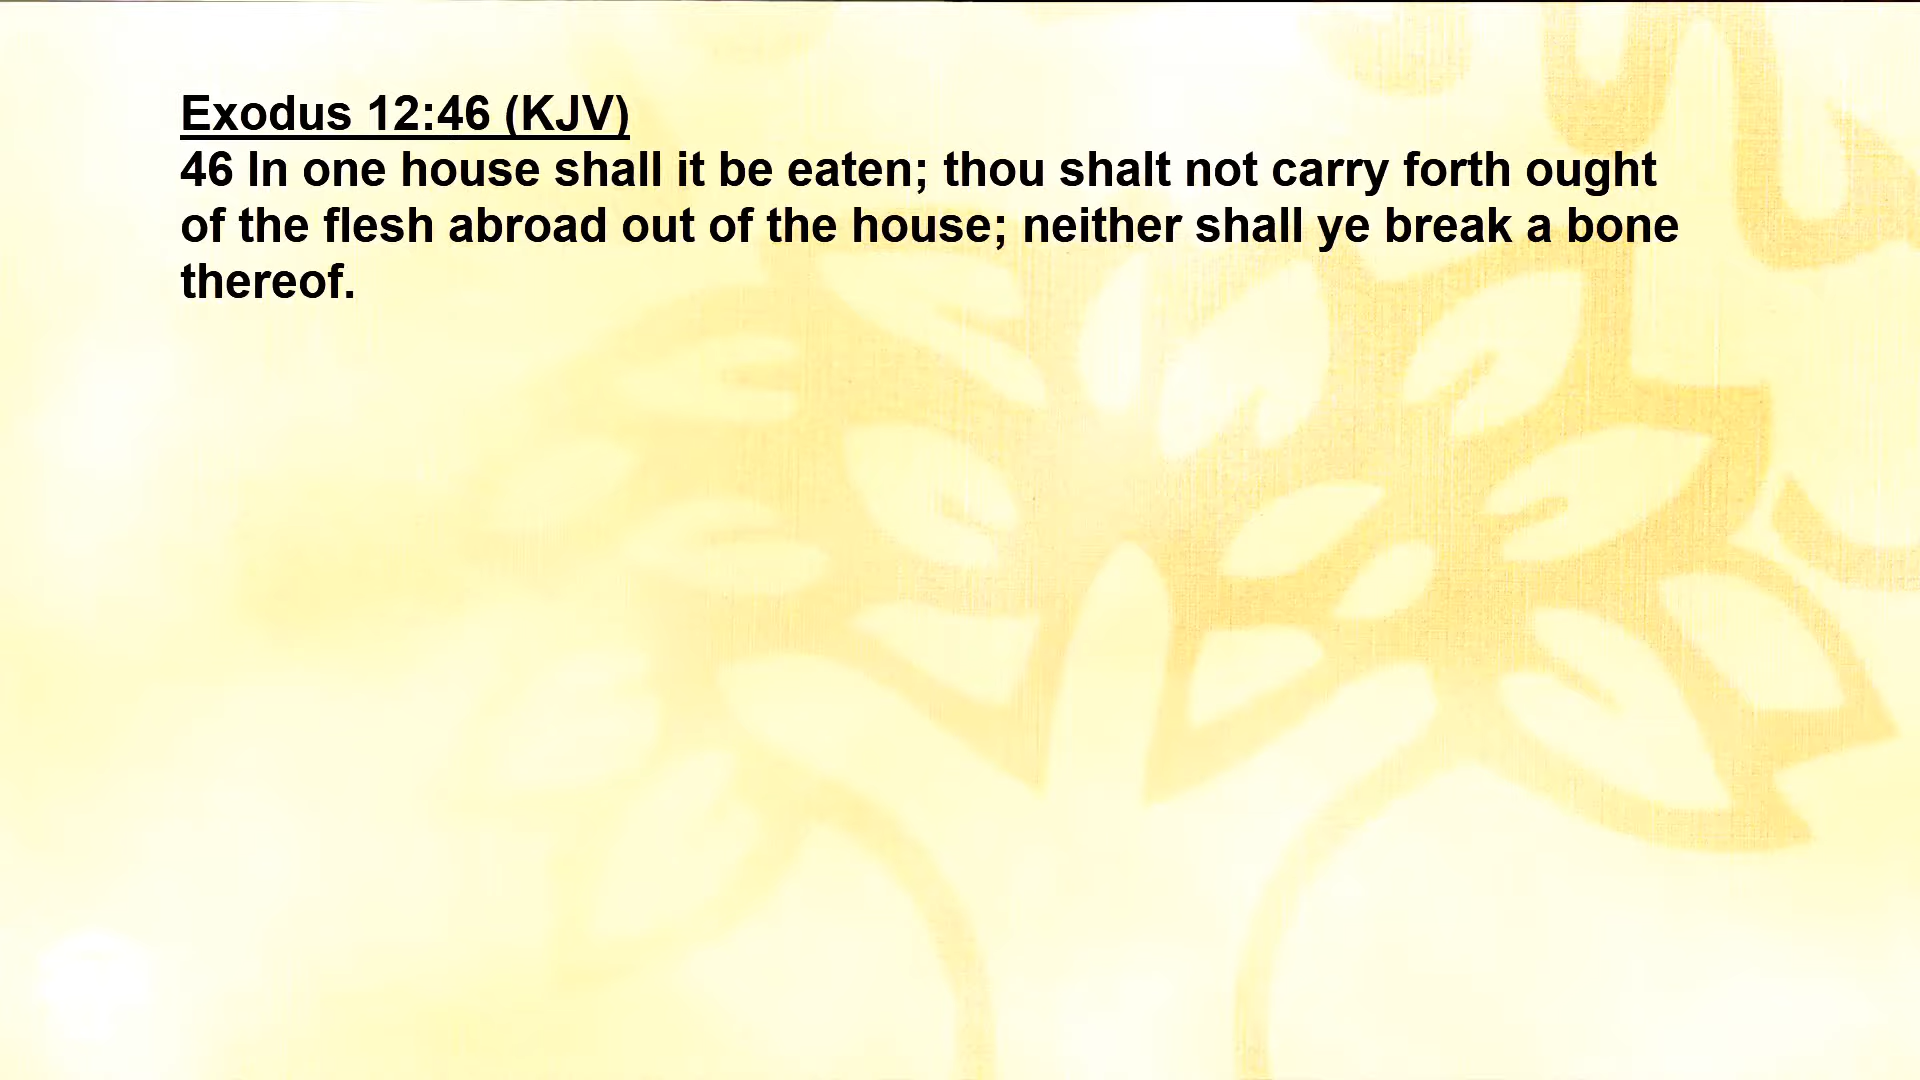 Exodus 12:46 (KJV)
46 In one house shall it be eaten; thou shalt not carry forth ought
of the flesh abroad out of the house; neither shall ye break a bone
thereof.